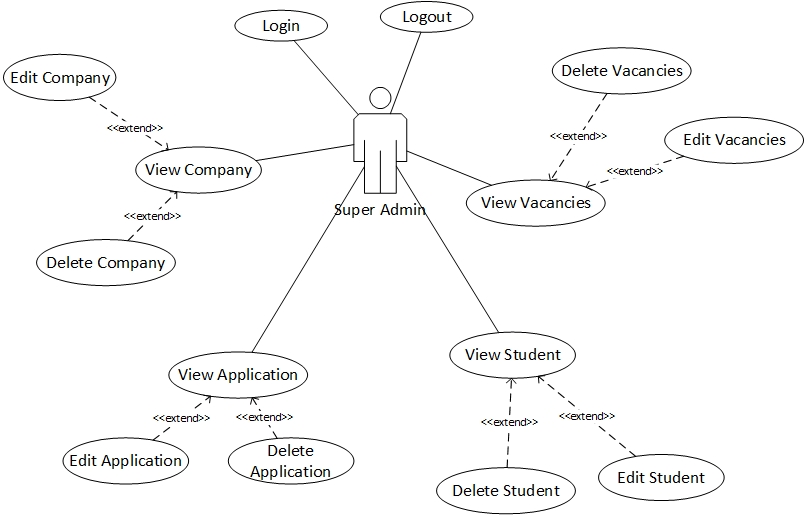 Login
Logout
Edit Company
Delete Vacancies
<<extend>>
<<extend>>
Edit Vacancies
View Company
<<extend>>
View Vacancies
Super Admin
<<extend>>
Delete Company
View Student
View Application
<<extend>>
<<extend>>
<<extend>>
<<extend>>
Edit Application
Delete
Application
Delete Student
Edit Student